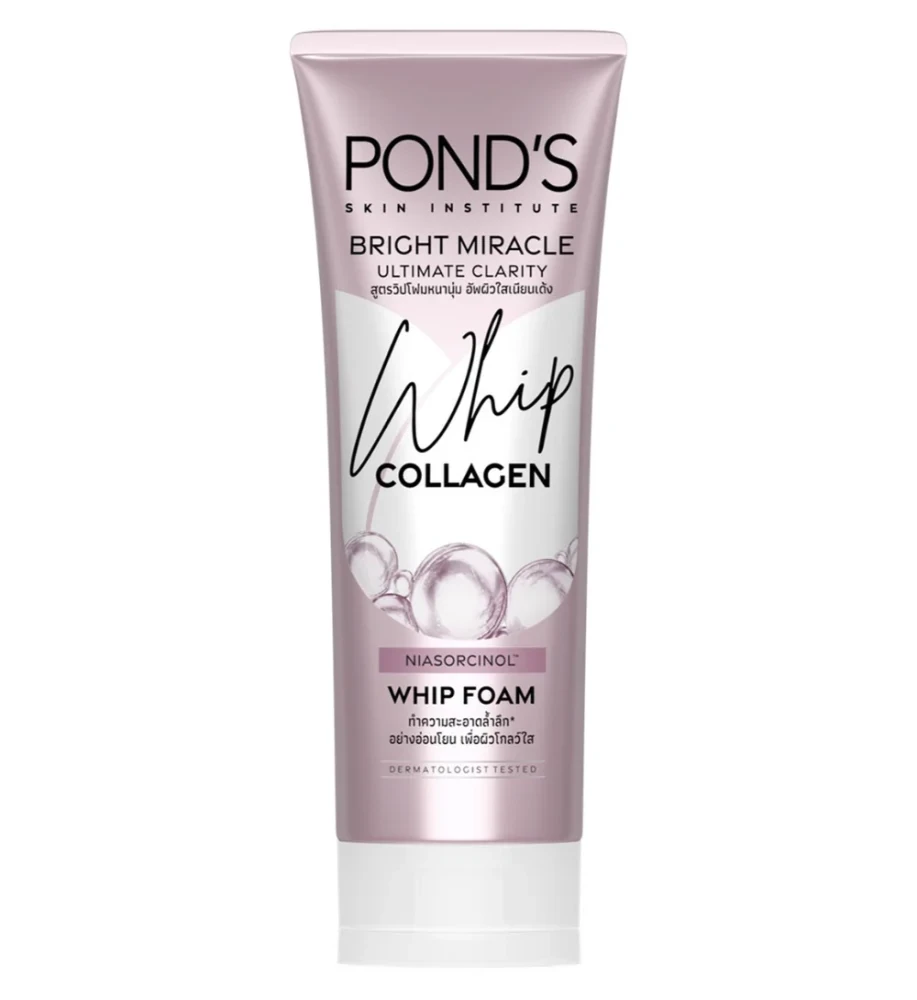 POND'S
SKIN INSTITUTE
BRIGHT MIRACLE
ULTIMATE CLARITY
สูตรวิปโฟมหนานุ่ม อัพผิวใสเนียนเด้ง
Whip
COLLAGEN
NIASORCINOL™
WHIP FOAM
ทำความสะอาดล้ำลึก*
อย่างอ่อนโยน เพื่อผิวโกลว์ใส
DERMATOLOGIST TESTED